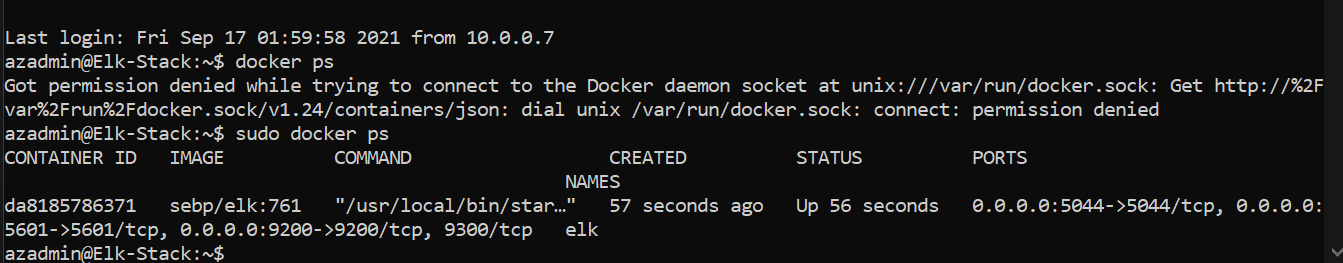 Last login: Fri Sep 17 01:59:58 2021 from 10.0.0.7
azadmin@Elk-Stack:~$ docker ps
Got permission denied while trying to connect to the Docker daemon socket at unix:///var/run/docker.sock: Get http://%2F
var%2Frun%2Fdocker.sock/v1.24/containers/json: dial unix /var/run/docker.sock: connect: permission denied
azadmin@Elk-Stack:~$ sudo docker ps
CONTAINER ID   IMAGE          COMMAND                  CREATED          STATUS          PORTS
                                                NAMES
da8185786371   sebp/elk:761   "/usr/local/bin/star…"   57 seconds ago   Up 56 seconds   0.0.0.0:5044->5044/tcp, 0.0.0.0:
5601->5601/tcp, 0.0.0.0:9200->9200/tcp, 9300/tcp   elk
azadmin@Elk-Stack:~$